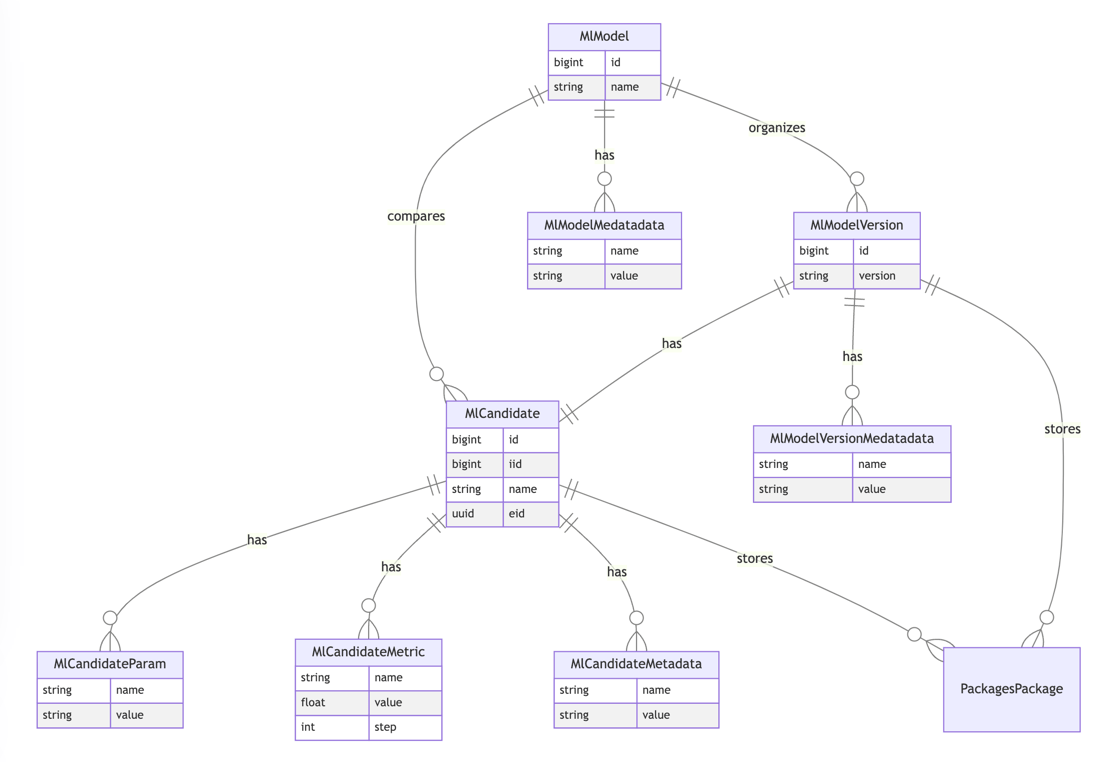 MlModel
bigint id
string name
organizes
has
compares
MlModelMedatadata
string name
string value
MlModelVersion
bigint id
string version
has
has
stores
MlCandidate
bigint id
bigint iid
string name
uuid eid
MlModelVersionMedatadata
string name
string value
has
has
has
stores
MlCandidateParam
string name
string value
MlCandidateMetric
string name
float value
int step
MlCandidateMetadata
string name
string value
PackagesPackage